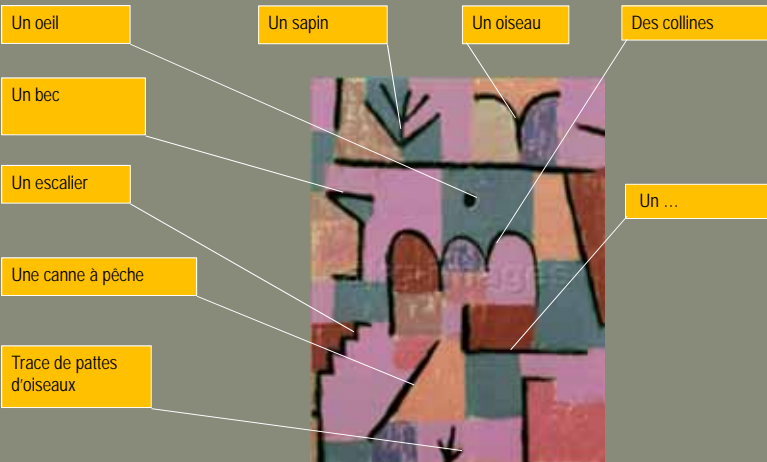 Un oeil
Un sapin
Un oiseau
Des collines
Un bec
Un escalier
Un ...
Une canne à pêche
Trace de pattes
d'oiseaux